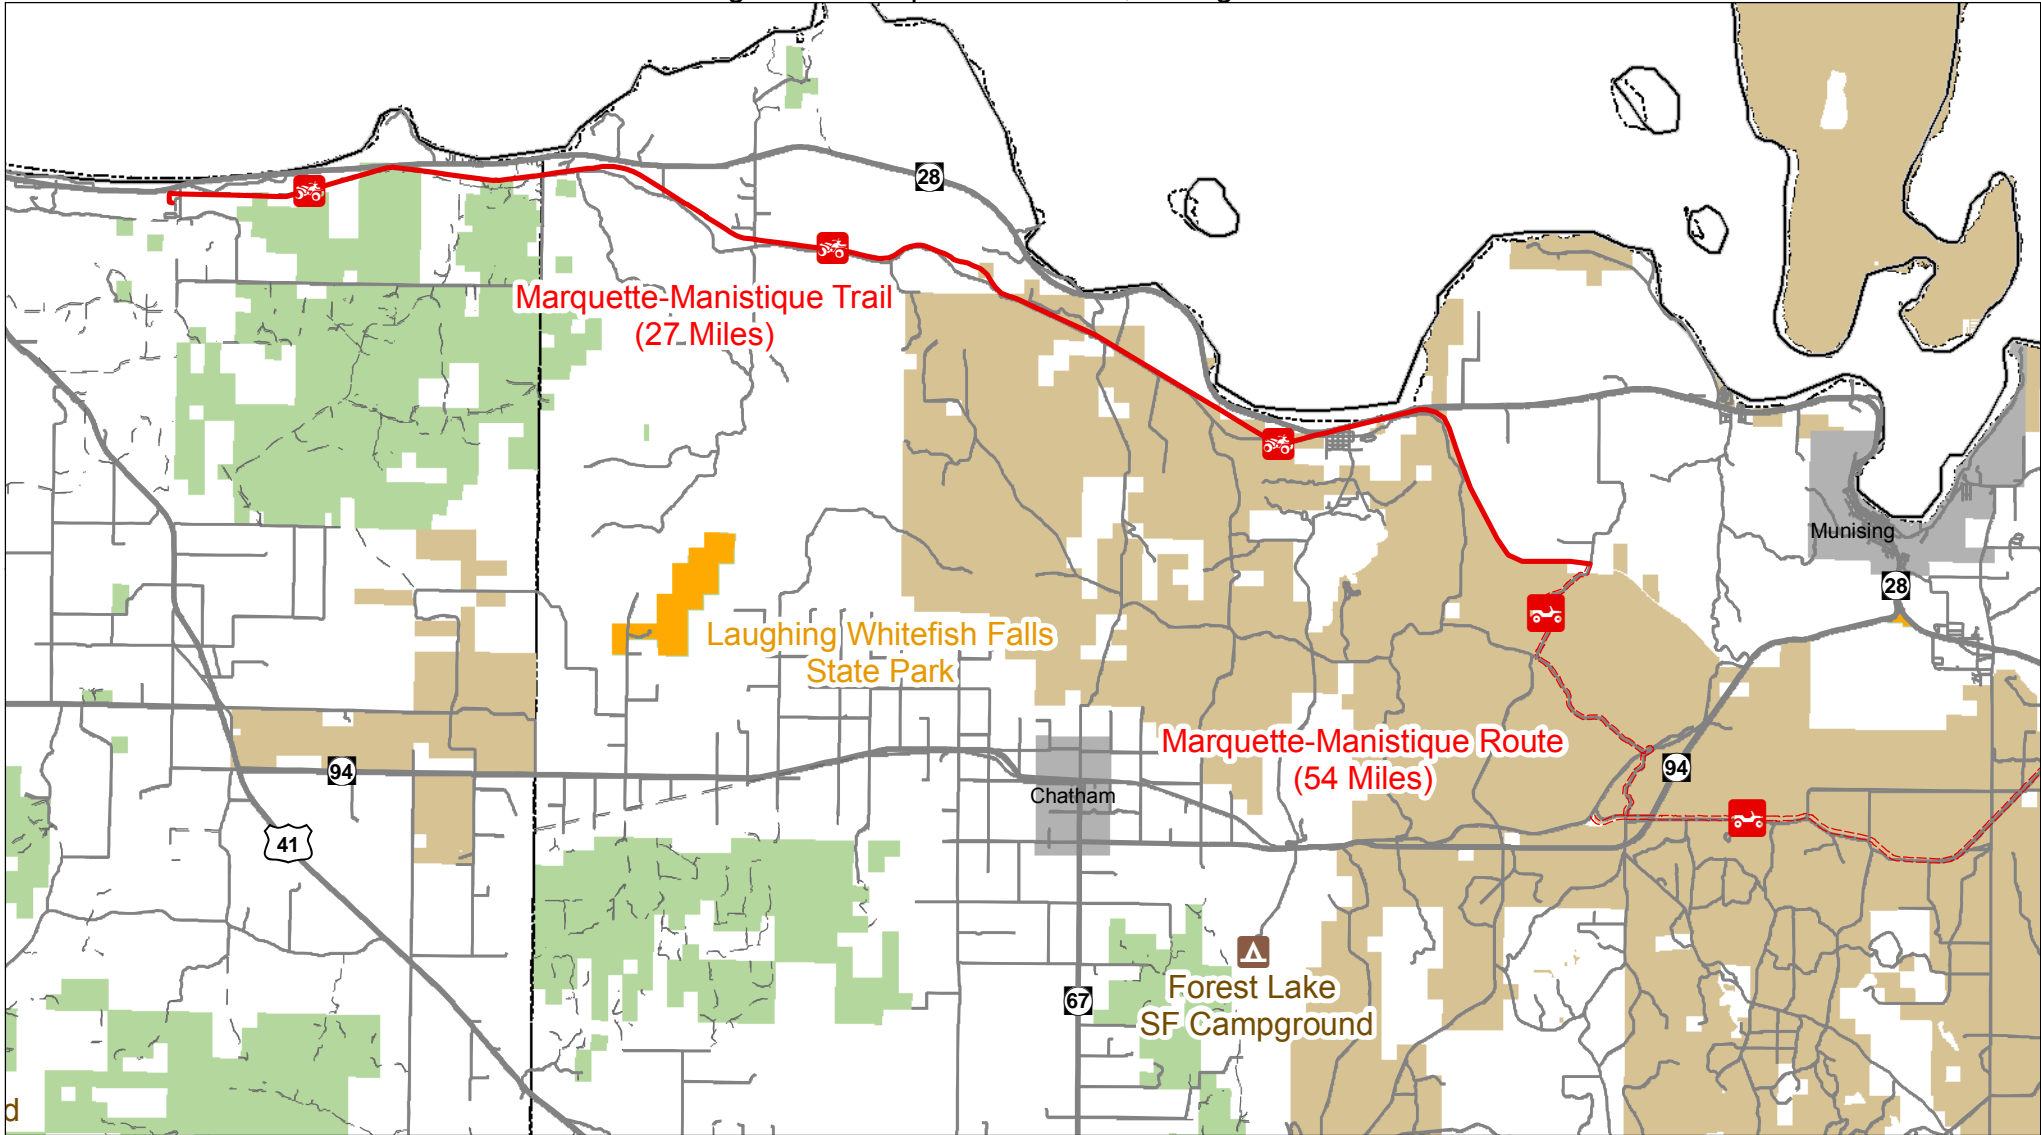 28
Marquette-Manistique Trail
(27 Miles)
Munising
28
Laughing Whitefish Falls
State Park
Marquette-Manistique Route
(54 Miles)
94
94
Chatham
41
Forest Lake
SF Campground
67
d